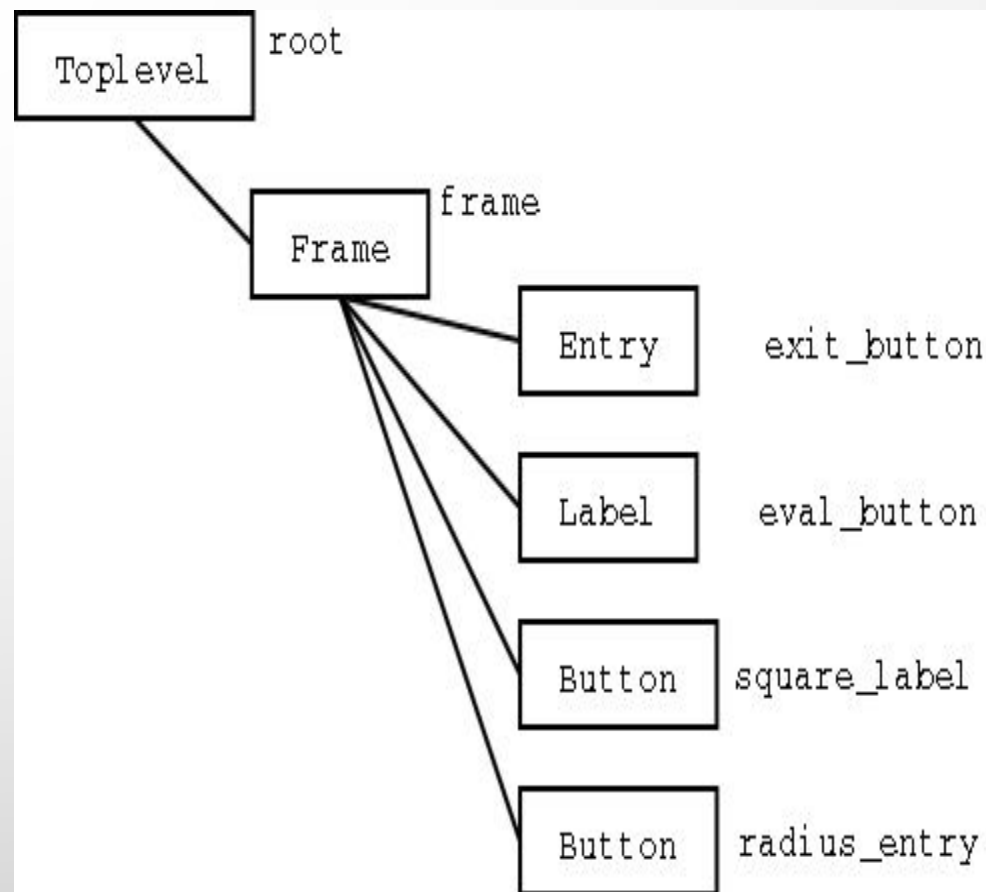 Toplevel root
Frame frame
Entry exit_button
Label eval_button
Button square_label
Button radius_entry